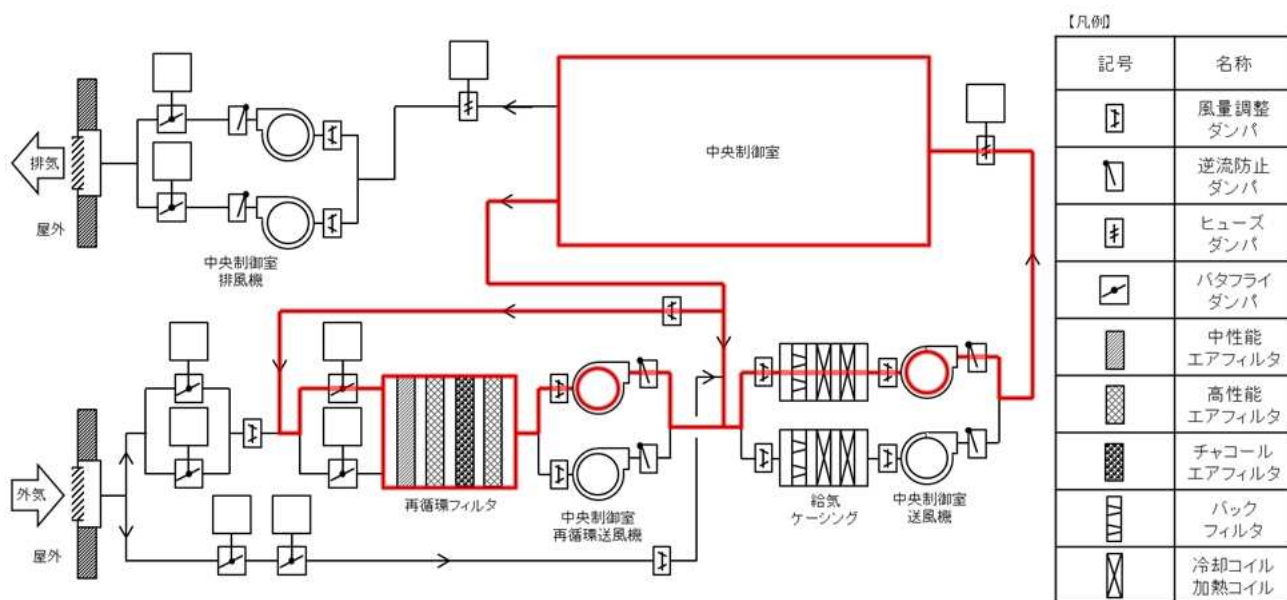 【凡例】
記号
名称
風量調整
ダンパ
逆流防止
ダンパ
ヒューズ
ダンパ
バタフライ
ダンパ
中性能
エアフィルタ
高性能
エアフィルタ
チャコール
エアフィルタ
バック
フィルタ
冷却コイル
加熱コイル
排気
屋外
中央制御室
排風機
中央制御室
外気
屋外
再循環フィルタ
中央制御室
再循環送風機
給気
ケーシング
中央制御室
送風機